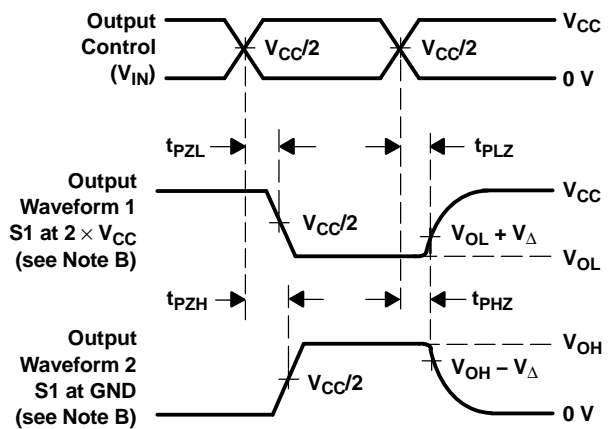 Output
Control
(VIN)
VCC/2
VCC/2
VCC
0 V
tPZL
tPLZ
Output
Waveform 1
S1 at 2 × VCC
(see Note B)
VCC/2
VCC
VOL + VΔ
VOL
tPZH
tPHZ
Output
Waveform 2
S1 at GND
(see Note B)
VCC/2
VOH
VOH − VΔ
0 V